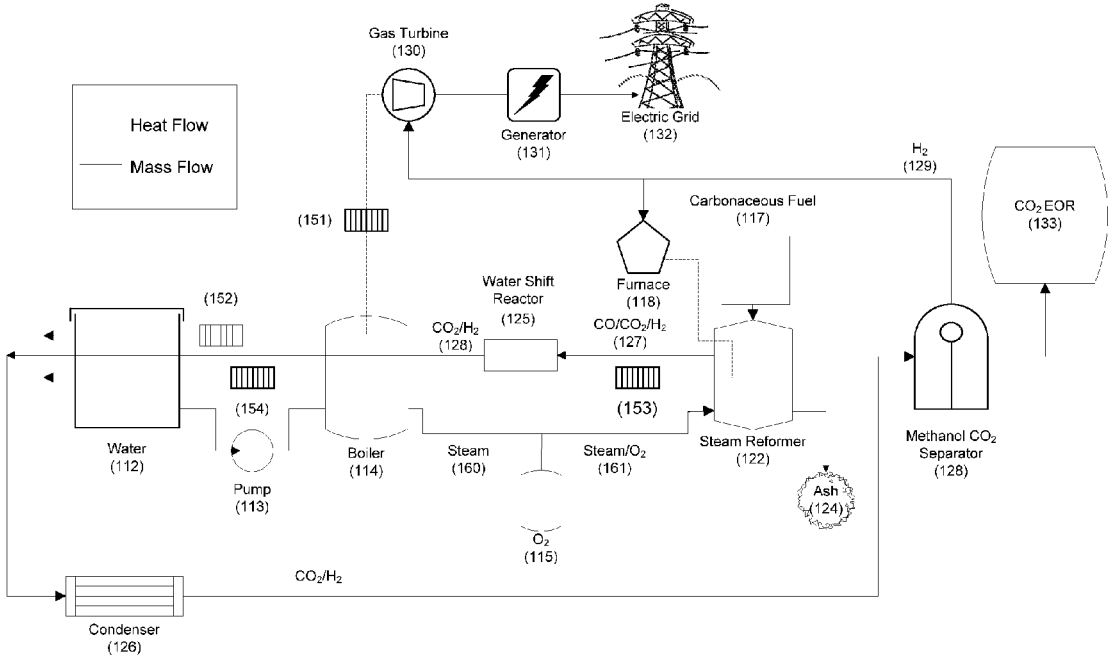 Gas Turbine
(130)
Heat Flow
Mass Flow
Generator
(131)
Electric Grid
(132)
H₂
(129)
CO₂ EOR
(133)
Carbonaceous Fuel
(117)
(151)
Furnace
(118)
Water Shift
Reactor
(125)
(152)
CO₂/H₂
(128)
CO/CO₂/H₂
(127)
(154)
(153)
Water
(112)
Pump
(113)
Boiler
(114)
Steam
(160)
Steam/O₂
(161)
Steam Reformer
(122)
Methanol CO₂
Separator
(128)
Ash
(124)
O₂
(115)
CO₂/H₂
Condenser
(126)